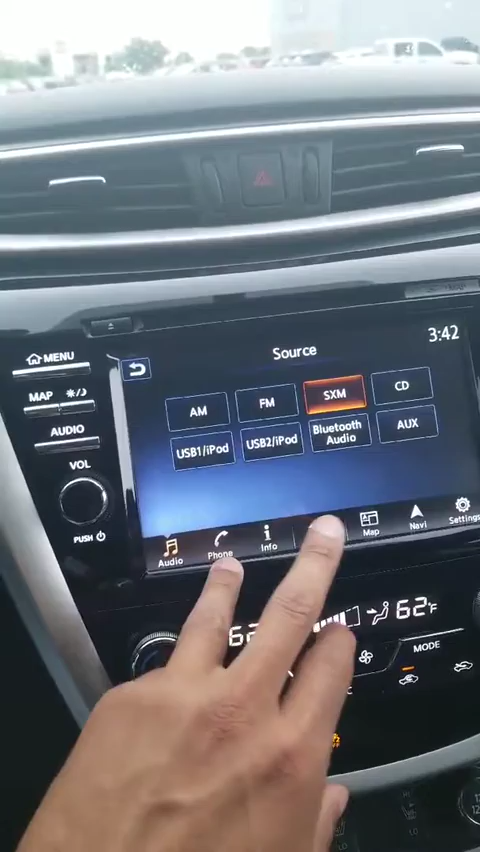 MENU
MAP
AUDIO
VOL
PUSH
Source
3:42
AM
FM
SXM
CD
USB1/iPod
USB2/iPod
Bluetooth
Audio
AUX
Audio
Phone
Info
Map
Navi
Settings
62
62°F
MODE